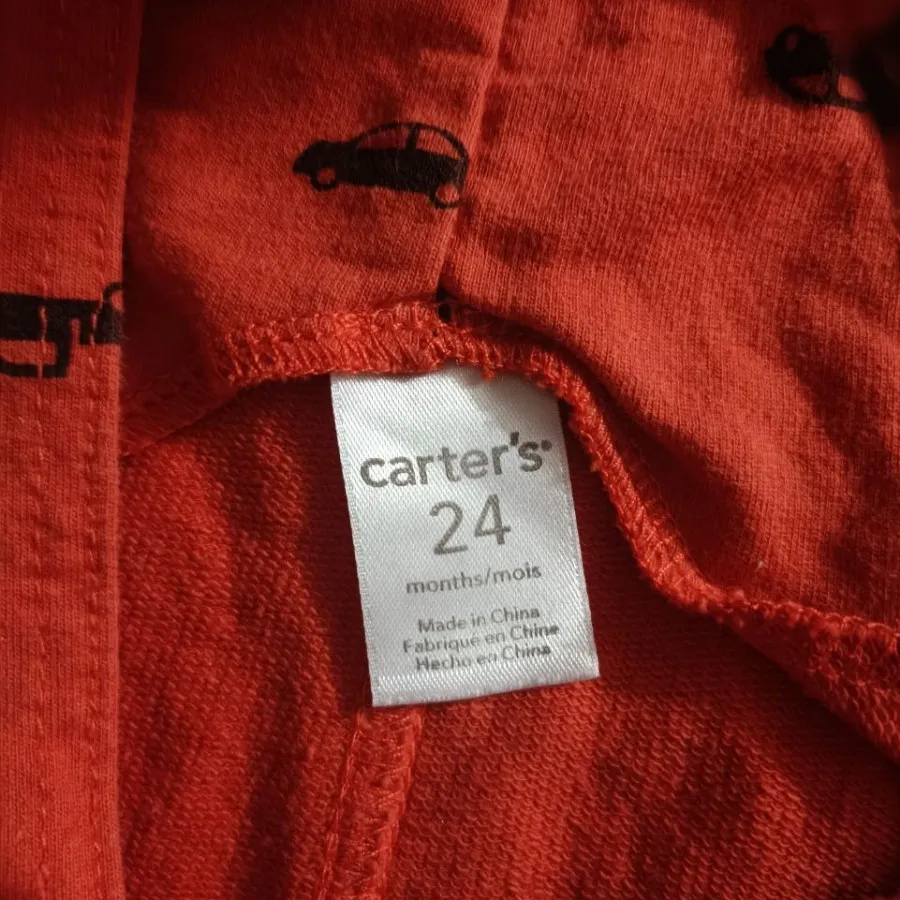 carter's
24
months/mois
Made in China
Fabriqué en Chine
Hecho en China